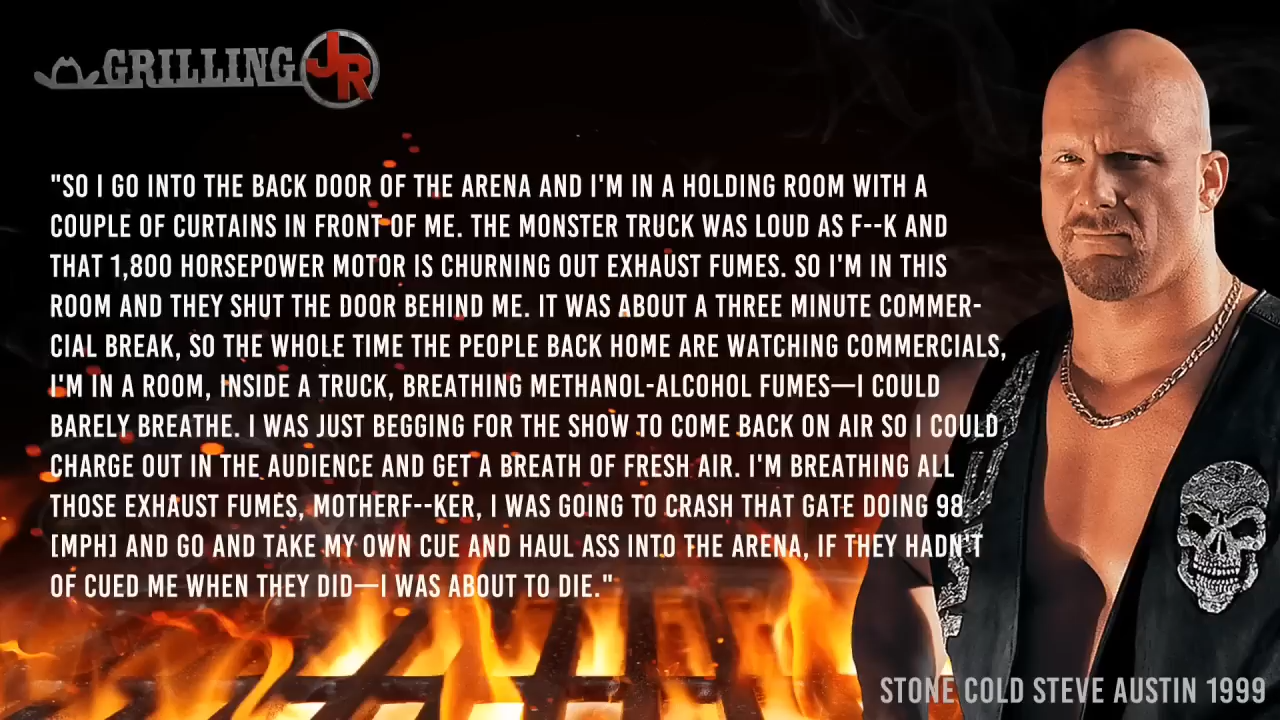 GRILLING JR
"SO I GO INTO THE BACK DOOR OF THE ARENA AND I'M IN A HOLDING ROOM WITH A
COUPLE OF CURTAINS IN FRONT OF ME. THE MONSTER TRUCK WAS LOUD AS F--K AND
THAT 1,800 HORSEPOWER MOTOR IS CHURNING OUT EXHAUST FUMES. SO I'M IN THIS
ROOM AND THEY SHUT THE DOOR BEHIND ME. IT WAS ABOUT A THREE MINUTE COMMER-
CIAL BREAK, SO THE WHOLE TIME THE PEOPLE BACK HOME ARE WATCHING COMMERCIALS,
I'M IN A ROOM, INSIDE A TRUCK, BREATHING METHANOL-ALCOHOL FUMES—I COULD
BARELY BREATHE. I WAS JUST BEGGING FOR THE SHOW TO COME BACK ON AIR SO I COULD
CHARGE OUT IN THE AUDIENCE AND GET A BREATH OF FRESH AIR. I'M BREATHING ALL
THOSE EXHAUST FUMES, MOTHERF--KER, I WAS GOING TO CRASH THAT GATE DOING 98
[MPH] AND GO AND TAKE MY OWN CUE AND HAUL ASS INTO THE ARENA, IF THEY HADN'T
OF CUED ME WHEN THEY DID—I WAS ABOUT TO DIE."
STONE COLD STEVE AUSTIN 1999